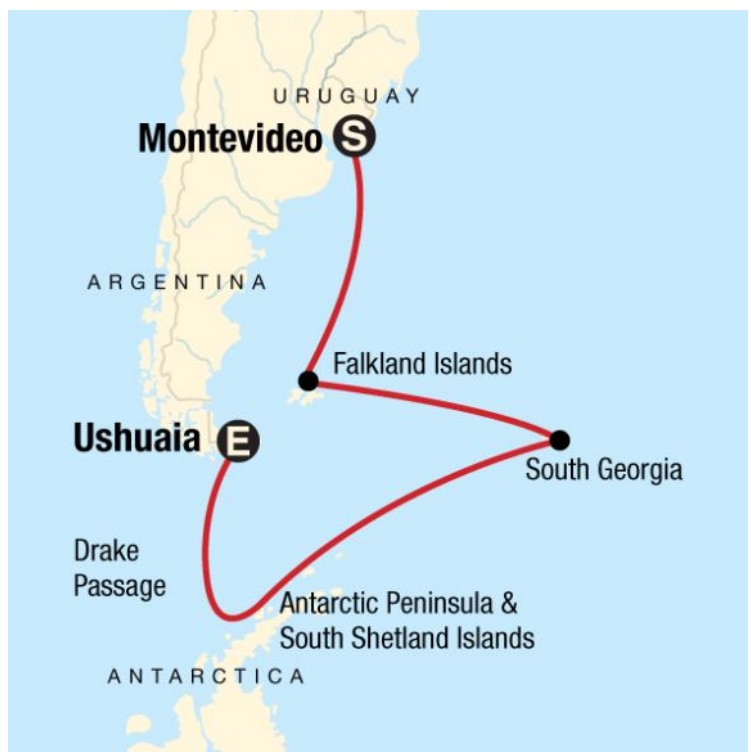 URUGUAY
Montevideo S
ARGENTINA
Falkland Islands
Ushuaia E
South Georgia
Drake
Passage
Antarctic Peninsula &
South Shetland Islands
ANTARCTICA